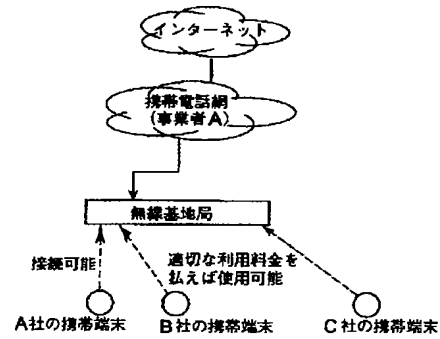 インターネット
携帯電話網
(事業者A)
無線基地局
接続可能
適切な利用料金を
払えば使用可能
A社の携帯端末
B社の携帯端末
C社の携帯端末